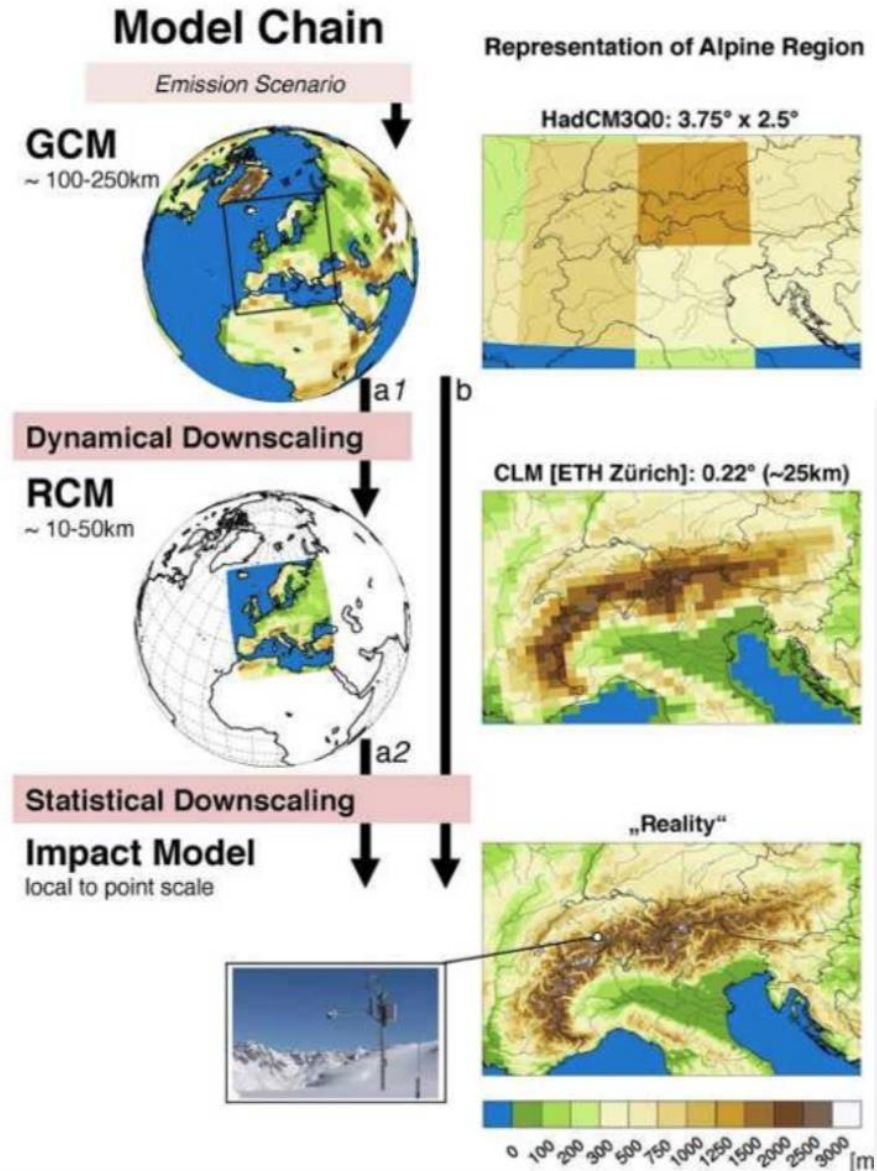 Model Chain
Emission Scenario
GCM
~ 100-250km
a1
b
Dynamical Downscaling
RCM
~ 10-50km
a2
Statistical Downscaling
Impact Model
local to point scale
Representation of Alpine Region
HadCM3Q0: 3.75° x 2.5°
CLM [ETH Zürich]: 0.22° (~25km)
„Reality“
0 100 200 300 500 750 1000 1250 1500 2000 2500 3000 [m